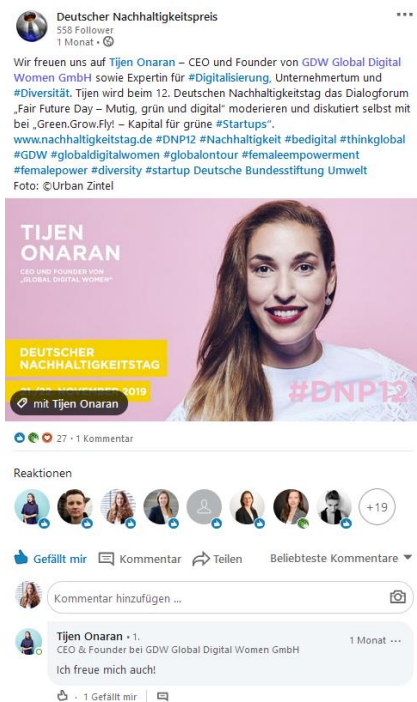 Deutscher Nachhaltigkeitspreis
558 Follower
1 Monat •
Wir freuen uns auf Tijen Onaran – CEO und Founder von GDW Global Digital
Women GmbH sowie Expertin für #Digitalisierung, Unternehmertum und
#Diversität. Tijen wird beim 12. Deutschen Nachhaltigkeitstag das Dialogforum
„Fair Future Day – Mutig, grün und digital“ moderieren und diskutiert selbst mit
bei „Green.Grow.Fly! – Kapital für grüne #Startups“.
www.nachhaltigkeitstag.de #DNP12 #Nachhaltigkeit #bedigital #thinkglobal
#GDW #globaldigitalwomen #globalontour #femaleempowerment
#femalepower #diversity #startup Deutsche Bundesstiftung Umwelt
Foto: ©Urban Zintel
TIJEN
ONARAN
CEO UND FOUNDER VON
„GLOBAL DIGITAL-WOMEN“
DEUTSCHER
NACHHALTIGKEITSTAG
21./22. NOVEMBER 2019
#DNP12
mit Tijen Onaran
27 · 1 Kommentar
Reaktionen
+19
Gefällt mir Kommentar Teilen Beliebteste Kommentare
Kommentar hinzufügen ...
Tijen Onaran • 1. 1 Monat
CEO & Founder bei GDW Global Digital Women GmbH
Ich freue mich auch!
· 1 Gefällt mir